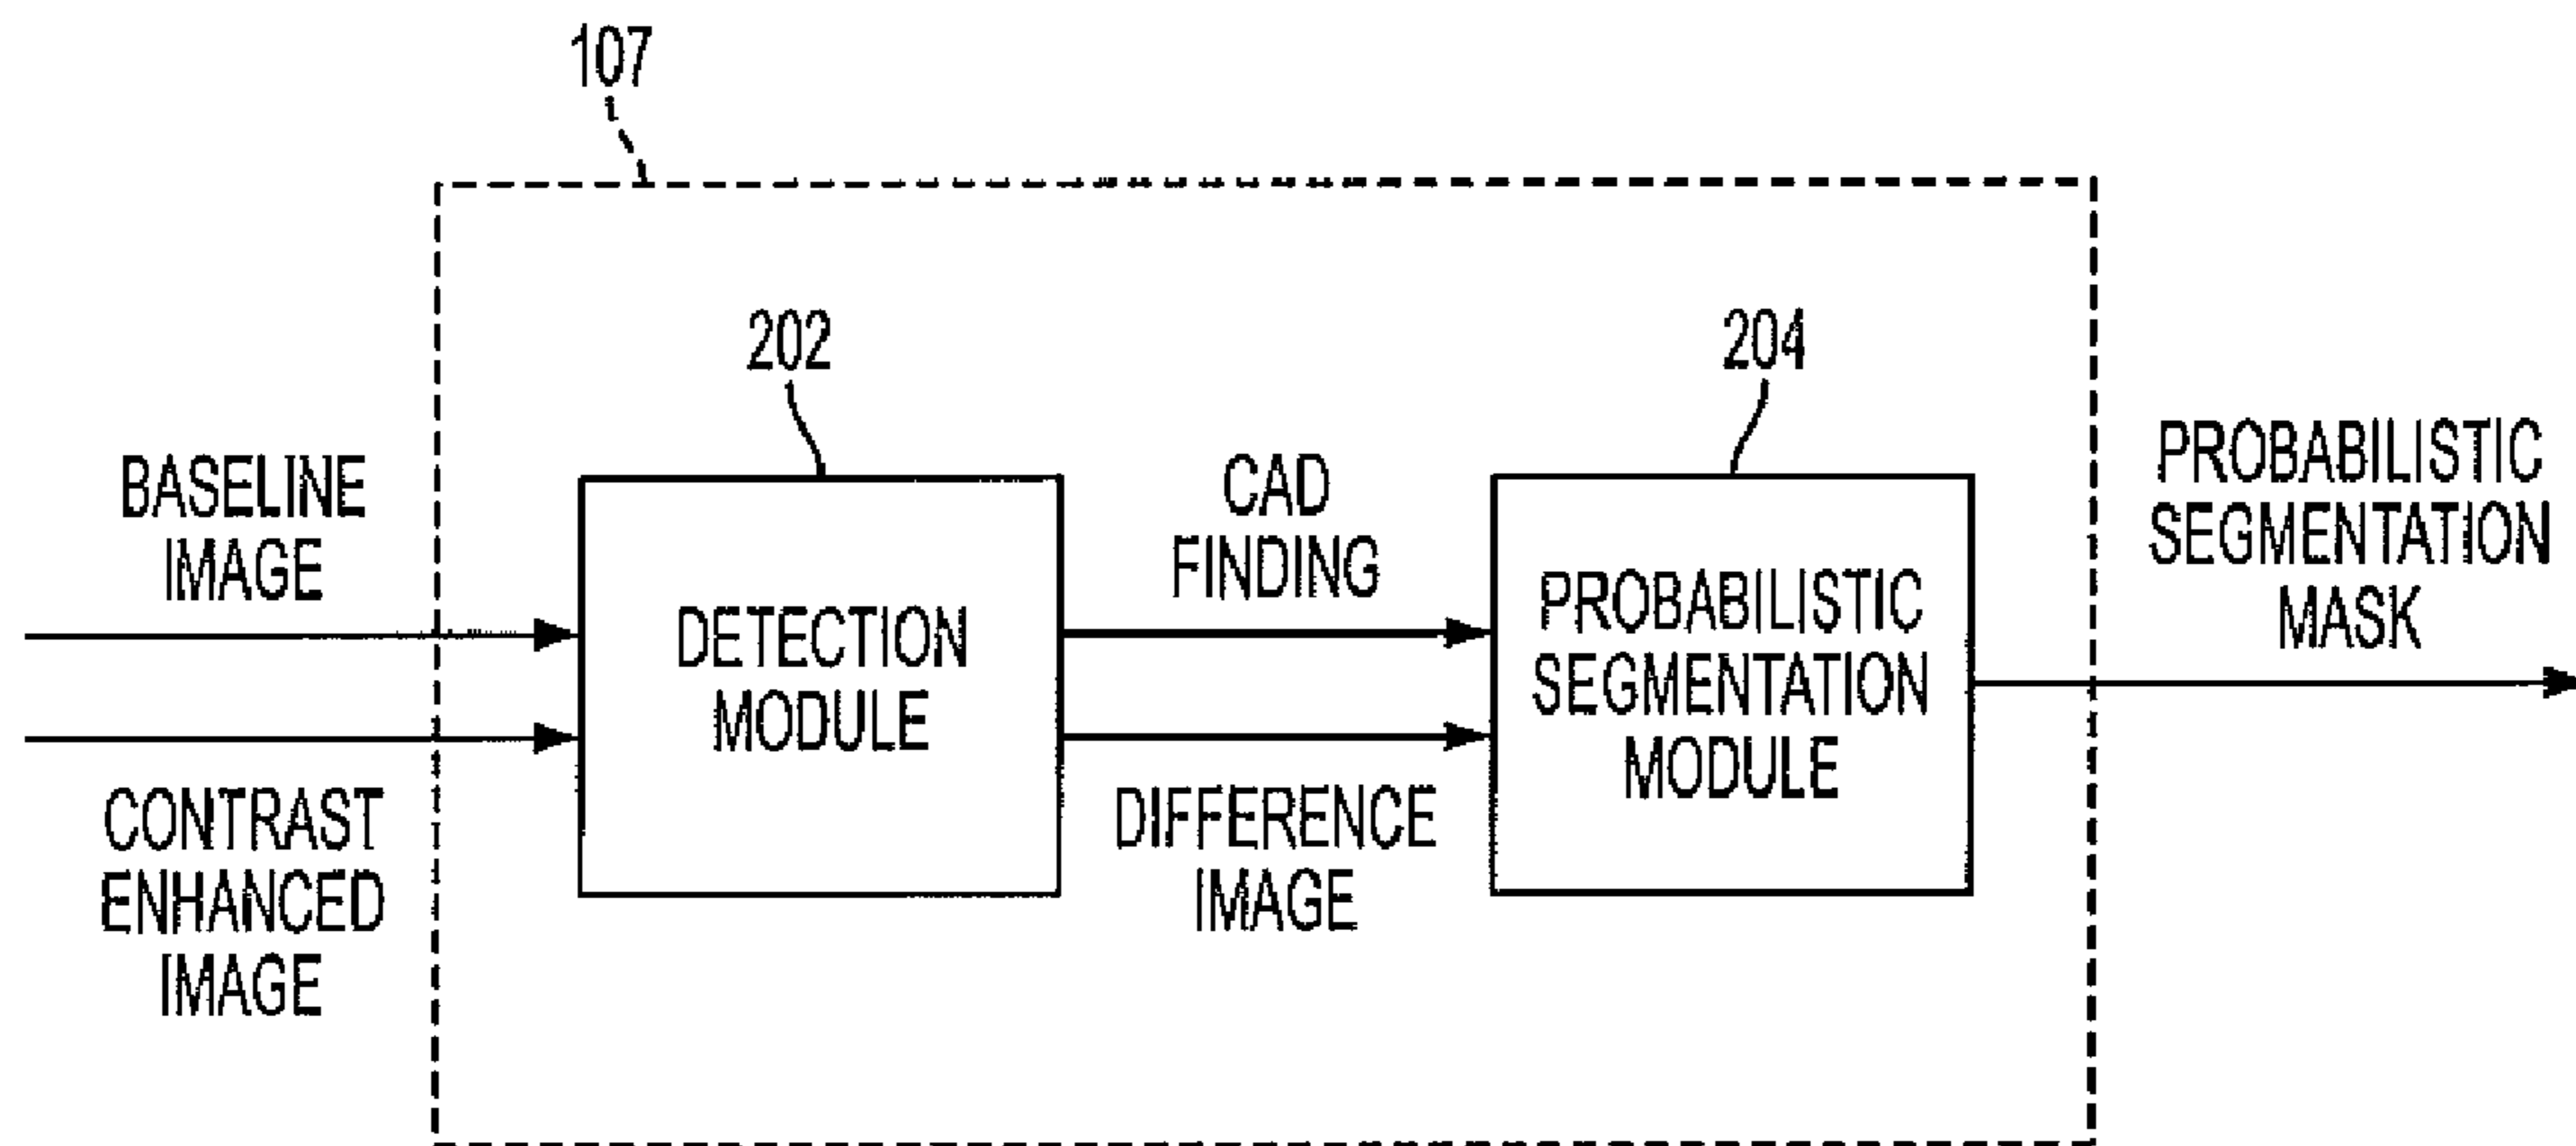 107
202
204
BASELINE
IMAGE
CONTRAST
ENHANCED
IMAGE
DETECTION
MODULE
CAD
FINDING
DIFFERENCE
IMAGE
PROBABILISTIC
SEGMENTATION
MODULE
PROBABILISTIC
SEGMENTATION
MASK